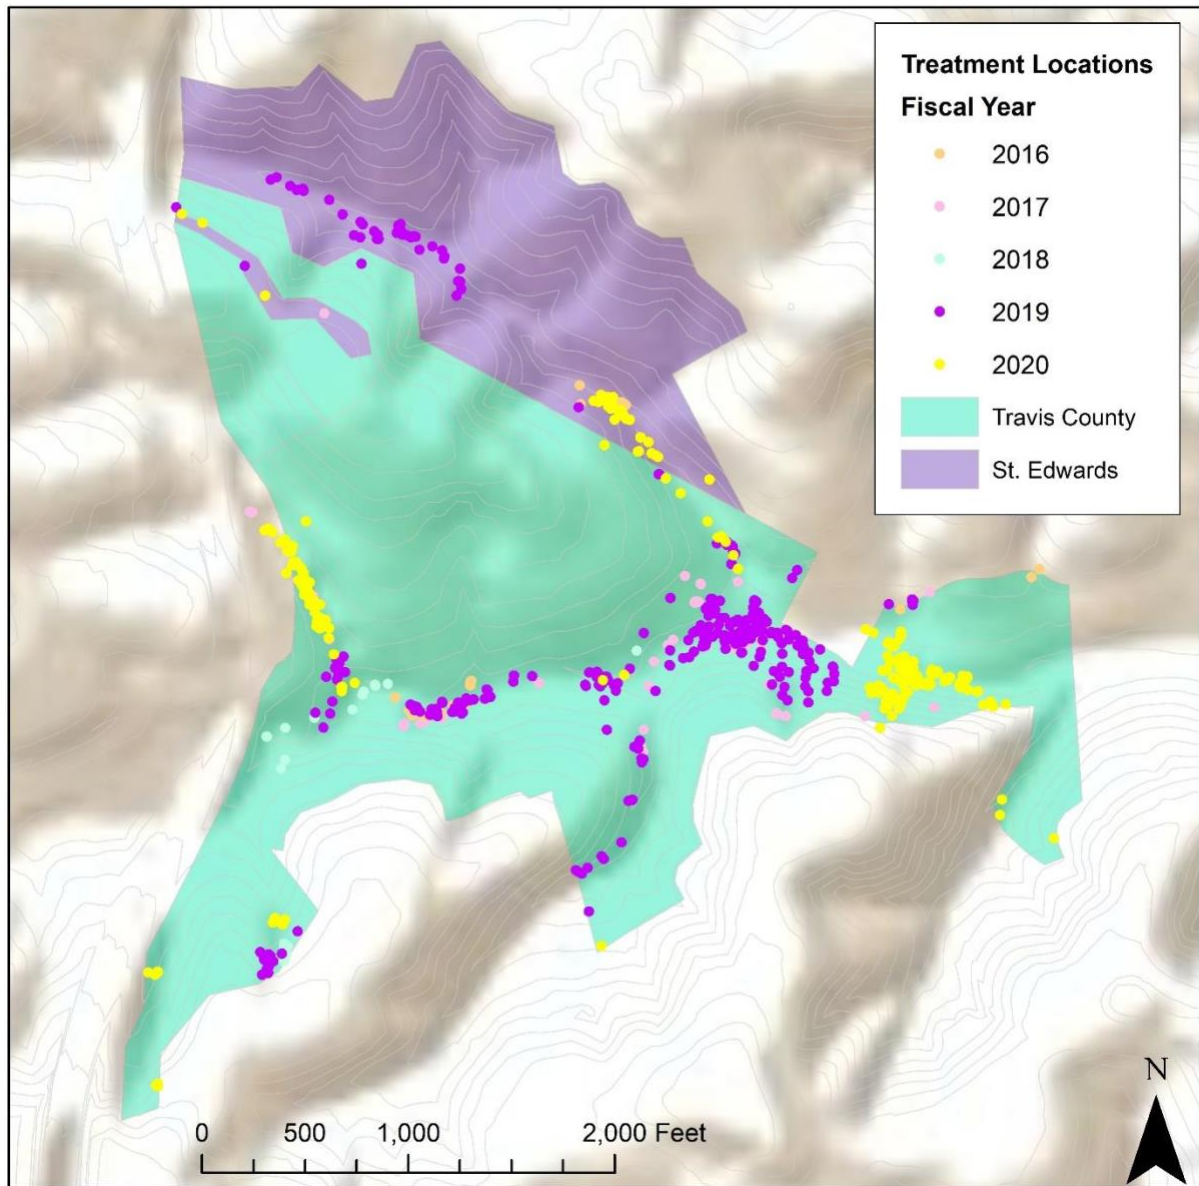 Treatment Locations
Fiscal Year
2016
2017
2018
2019
2020
Travis County
St. Edwards
N
0 500 1,000 2,000 Feet